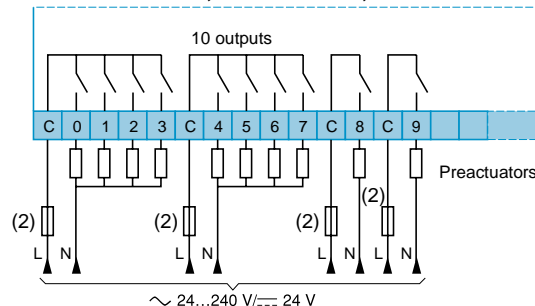 10 outputs
C 0 1 2 3 C 4 5 6 7 C 8 C 9
Preactuators
(2) (2) (2) (2)
L N L N L N L N
24...240 V/ 24 V